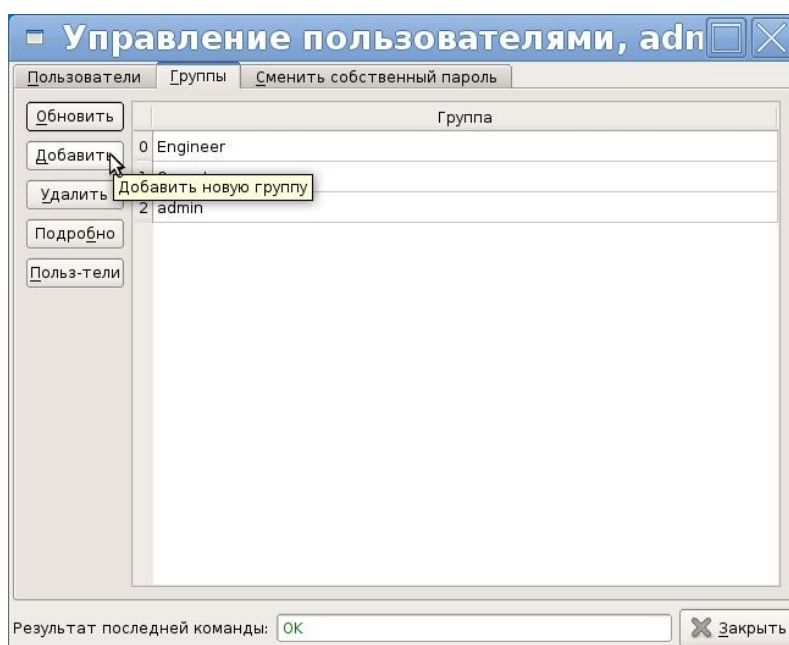 Управление пользователями, adm
Пользователи Группы Сменить собственный пароль
Обновить
Группа
Добавить
0 Engineer
Добавить новую группу
Удалить
2 admin
Подробно
Польз-тели
Результат последней команды: OK
Закрыть